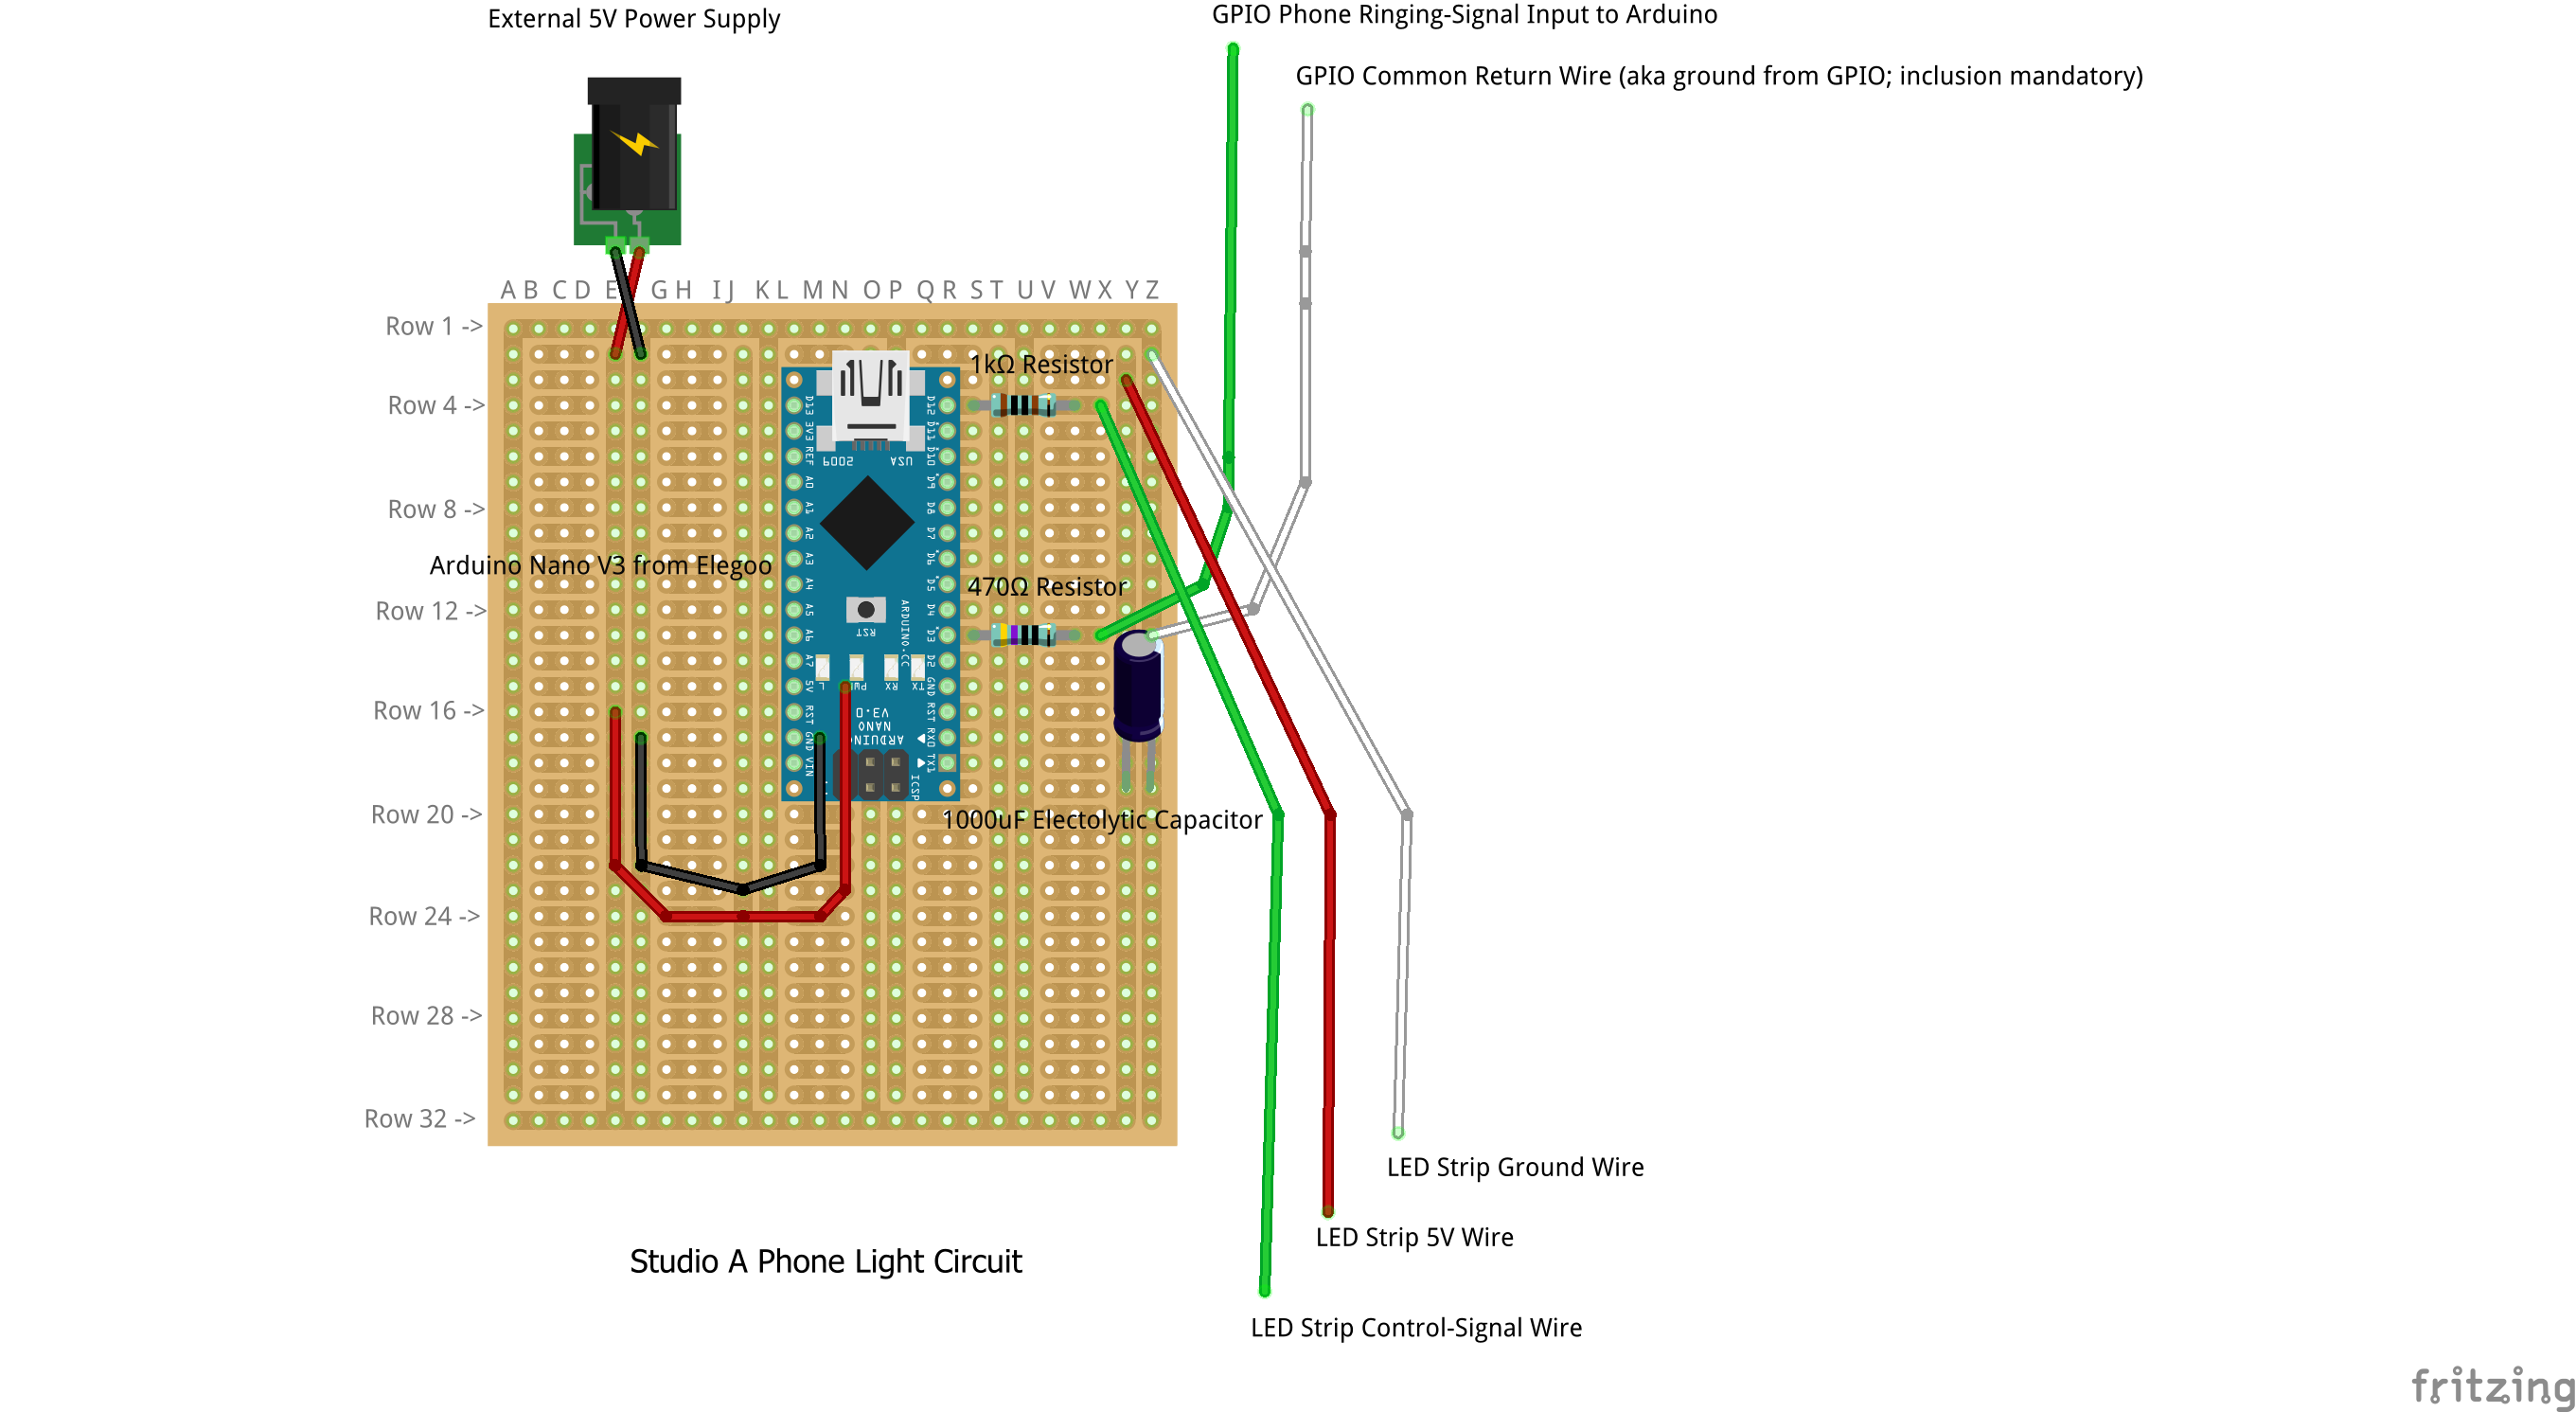 External 5V Power Supply
GPIO Phone Ringing-Signal Input to Arduino
GPIO Common Return Wire (aka ground from GPIO; inclusion mandatory)
A B C D E G H I J K L M N O P Q R S T U V W X Y Z
Row 1 ->
1kΩ Resistor
Row 4 ->
Row 8 ->
Arduino Nano V3 from Elegoo
470Ω Resistor
Row 12 ->
Row 16 ->
Row 20 ->
1000uF Electolytic Capacitor
Row 24 ->
Row 28 ->
Row 32 ->
D13
3V3
REF
A0
A1
A2
A3
A4
A5
A6
A7
5V
RST
GND
VIN
D12
D11
D10
D9
D8
D7
D6
D5
D4
D3
D2
GND
RST
RX0
TX1
USA
2009
RST
ARDUINO.CC
TX
RX
L
ARDUINO
NANO
V3.0
ICSP
LED Strip Ground Wire
LED Strip 5V Wire
Studio A Phone Light Circuit
LED Strip Control-Signal Wire
fritzing